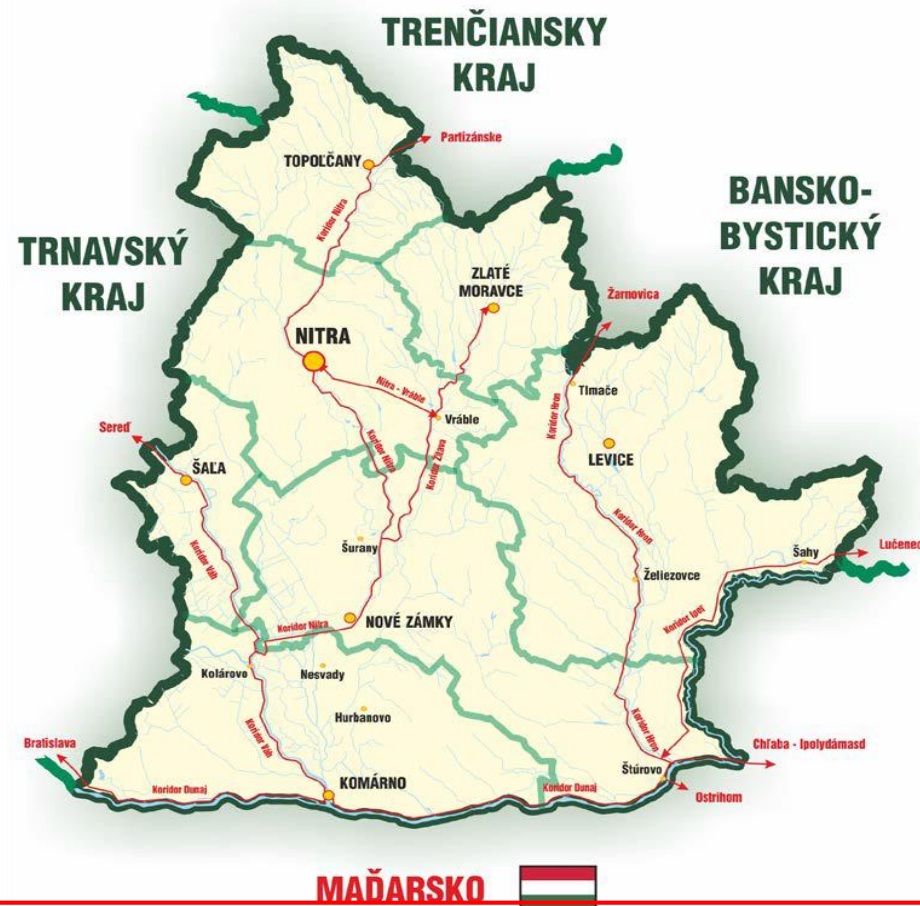 TRENČIANSKY
KRAJ
Partizánske
TOPOĽČANY
Koridor Nitra
BANSKO-
BYSTICKÝ
KRAJ
TRNAVSKÝ
KRAJ
ZLATÉ
MORAVCE
Žarnovica
NITRA
Tlmače
Nitra - Vráble
Koridor Hron
Vráble
Sereď
Koridor Nitra
Koridor Žitava
LEVICE
ŠAĽA
Koridor Hron
Koridor Váh
Šurany
Lučenec
Šahy
Želiezovce
NOVÉ ZÁMKY
Koridor Ipeľ
Koridor Nitra
Kolárovo
Nesvady
Hurbanovo
Koridor Váh
Koridor Hron
Bratislava
Chľaba - Ipolydámasd
Štúrovo
KOMÁRNO
Koridor Dunaj
Koridor Dunaj
Ostrihom
MAĎARSKO